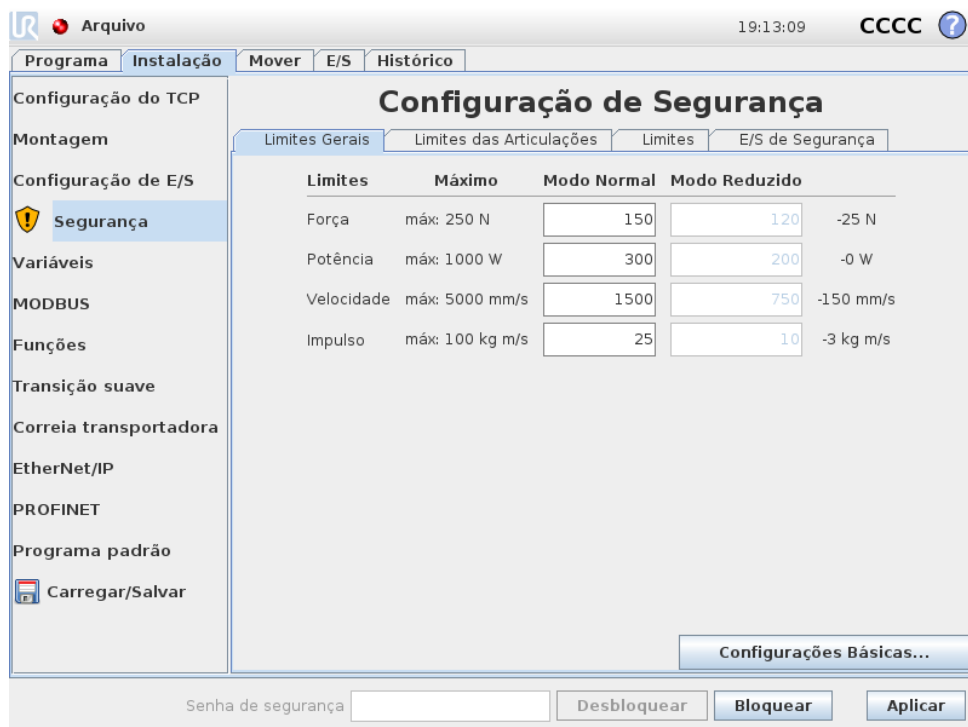 UR Arquivo 19:13:09 CCCC ?
Programa Instalação Mover E/S Histórico
Configuração do TCP
Montagem
Configuração de E/S
Segurança
Variáveis
MODBUS
Funções
Transição suave
Correia transportadora
EtherNet/IP
PROFINET
Programa padrão
Carregar/Salvar
Configuração de Segurança
Limites Gerais Limites das Articulações Limites E/S de Segurança
Limites Máximo Modo Normal Modo Reduzido
Força máx: 250 N 150 120 -25 N
Potência máx: 1000 W 300 200 -0 W
Velocidade máx: 5000 mm/s 1500 750 -150 mm/s
Impulso máx: 100 kg m/s 25 10 -3 kg m/s
Configurações Básicas...
Senha de segurança Desbloquear Bloquear Aplicar